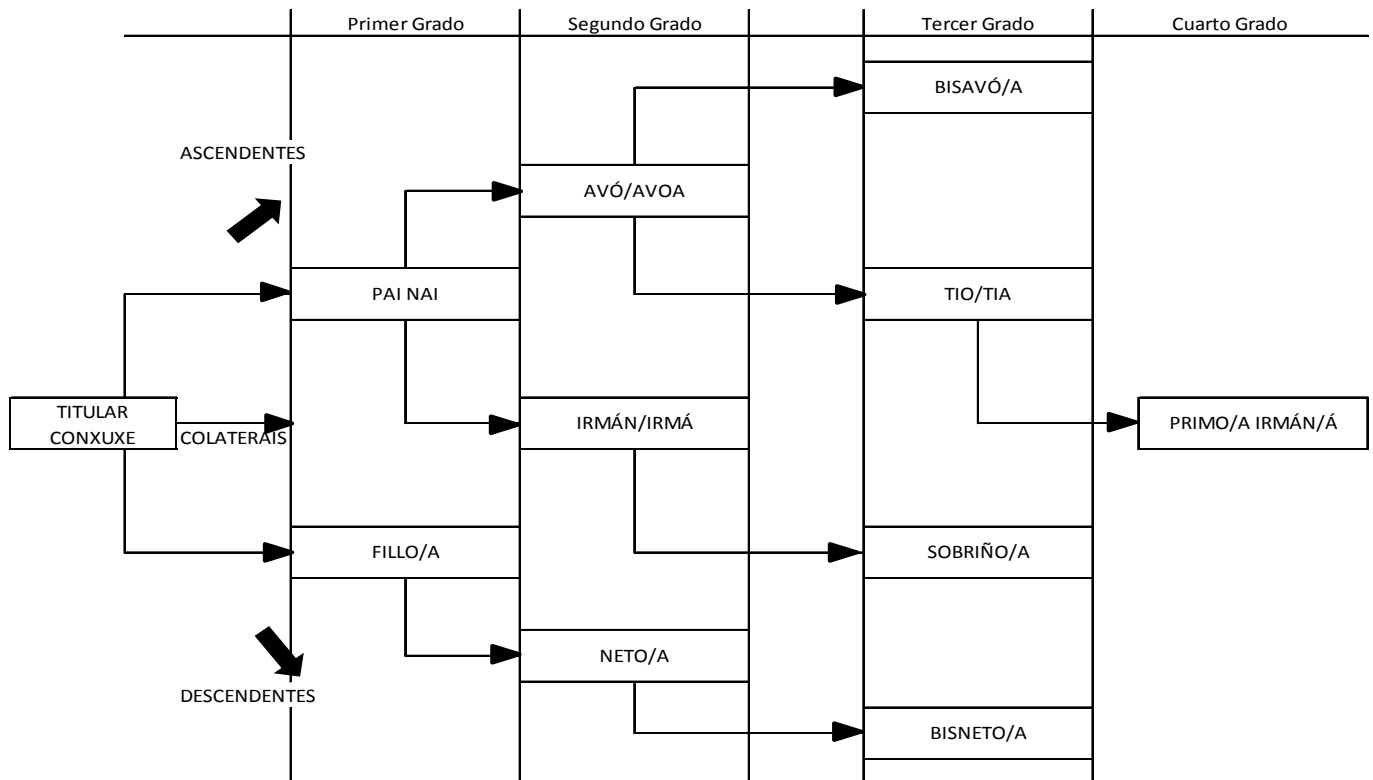 Primer Grado
Segundo Grado
Tercer Grado
Cuarto Grado
BISAVÓ/A
ASCENDENTES
AVÓ/AVOA
PAI NAI
TIO/TIA
TITULAR
CONXUXE
COLATERAIS
IRMÁN/IRMÁ
PRIMO/A IRMÁN/Á
FILLO/A
SOBRIÑO/A
NETO/A
DESCENDENTES
BISNETO/A